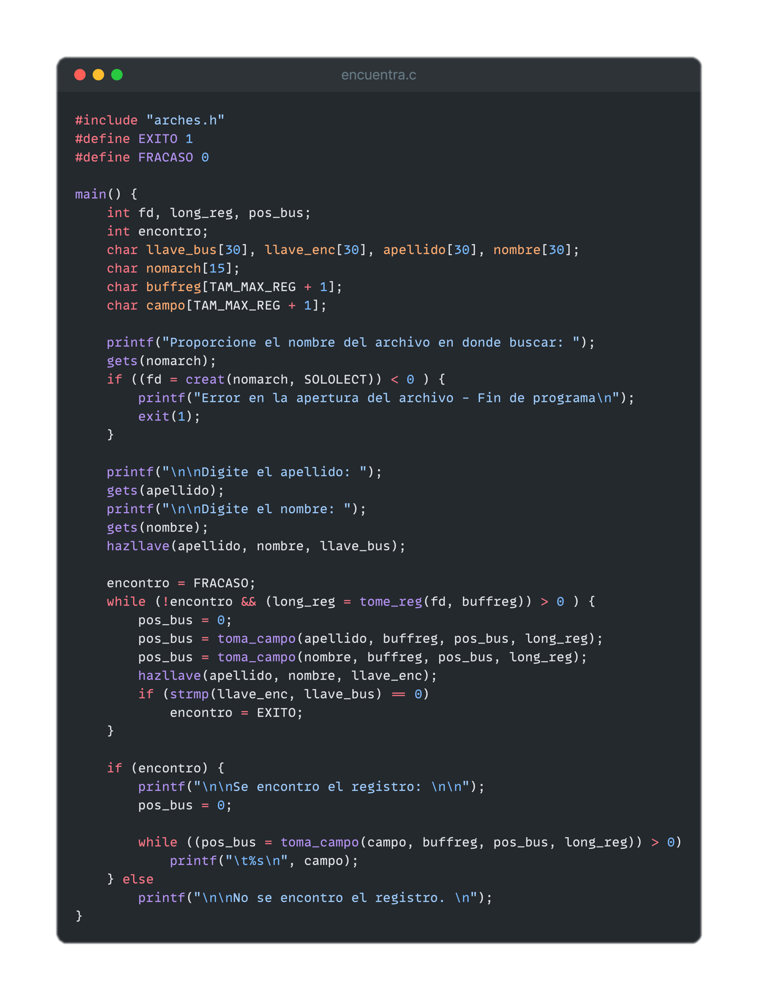 encuentra.c
#include "arches.h"
#define EXITO 1
#define FRACASO 0
main() {
    int fd, long_reg, pos_bus;
    int encontro;
    char llave_bus[30], llave_enc[30], apellido[30], nombre[30];
    char nomarch[15];
    char buffreg[TAM_MAX_REG + 1];
    char campo[TAM_MAX_REG + 1];
    printf("Proporcione el nombre del archivo en donde buscar: ");
    gets(nomarch);
    if ((fd = creat(nomarch, SOLOLECT)) < 0 ) {
        printf("Error en la apertura del archivo - Fin de programa\n");
        exit(1);
    }
    printf("\n\nDigite el apellido: ");
    gets(apellido);
    printf("\n\nDigite el nombre: ");
    gets(nombre);
    hazllave(apellido, nombre, llave_bus);
    encontro = FRACASO;
    while (!encontro && (long_reg = tome_reg(fd, buffreg)) > 0 ) {
        pos_bus = 0;
        pos_bus = toma_campo(apellido, buffreg, pos_bus, long_reg);
        pos_bus = toma_campo(nombre, buffreg, pos_bus, long_reg);
        hazllave(apellido, nombre, llave_enc);
        if (strmp(llave_enc, llave_bus) == 0)
            encontro = EXITO;
    }
    if (encontro) {
        printf("\n\nSe encontro el registro: \n\n");
        pos_bus = 0;
        while ((pos_bus = toma_campo(campo, buffreg, pos_bus, long_reg)) > 0)
            printf("\t%s\n", campo);
    } else
        printf("\n\nNo se encontro el registro. \n");
}